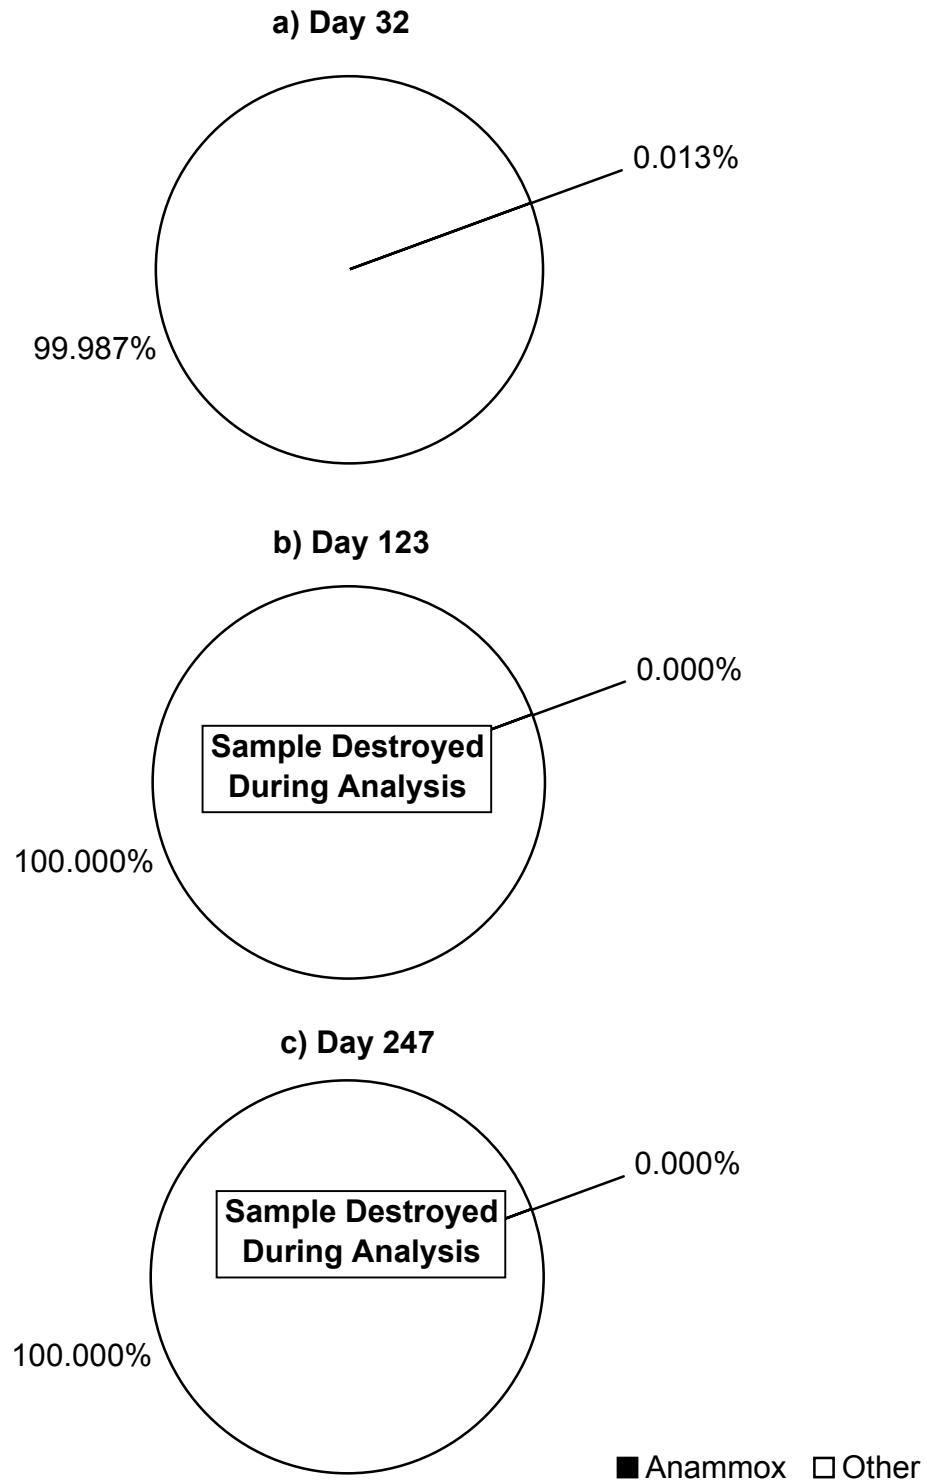 a) Day 32
0.013%
99.987%
b) Day 123
0.000%
Sample Destroyed
During Analysis
100.000%
c) Day 247
0.000%
Sample Destroyed
During Analysis
100.000%
Anammox Other